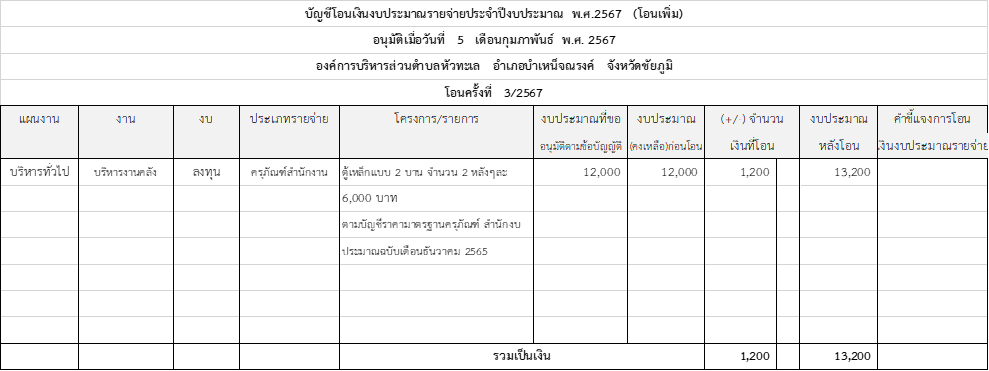 บัญชีโอนเงินงบประมาณรายจ่ายประจำปีงบประมาณ พ.ศ.2567 (โอนเพิ่ม)
อนุมัติเมื่อวันที่ 5 เดือนกุมภาพันธ์ พ.ศ. 2567
องค์การบริหารส่วนตำบลหัวทะเล อำเภอบำเหน็จณรงค์ จังหวัดชัยภูมิ
โอนครั้งที่ 3/2567
แผนงาน งาน งบ ประเภทรายจ่าย โครงการ/รายการ งบประมาณที่ขอ งบประมาณ (+/-) จำนวน งบประมาณ คำชี้แจงการโอน
อนุมัติตามข้อบัญญัติ (คงเหลือ)ก่อนโอน เงินที่โอน หลังโอน เงินงบประมาณรายจ่าย
บริหารทั่วไป บริหารงานคลัง ลงทุน ครุภัณฑ์สำนักงาน ตู้เหล็กแบบ 2 บาน จำนวน 2 หลังๆละ 12,000 12,000 1,200 13,200
6,000 บาท
ตามบัญชีราคามาตรฐานครุภัณฑ์ สำนักงบ
ประมาณฉบับเดือนธันวาคม 2565
รวมเป็นเงิน 1,200 13,200